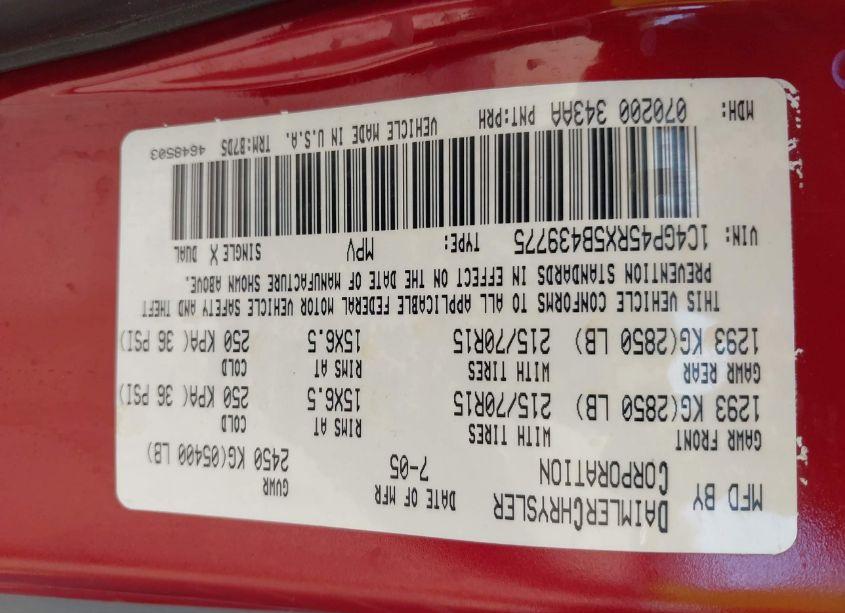 MFD BY DAIMLERCHRYSLER CORPORATION DATE OF MFR 7-05 GVWR 2450 KG(05400 LB)
GAWR FRONT WITH TIRES RIMS AT COLD
1293 KG(2850 LB) 215/70R15 15X6.5 250 KPA( 36 PSI)
GAWR REAR WITH TIRES RIMS AT COLD
1293 KG(2850 LB) 215/70R15 15X6.5 250 KPA( 36 PSI)
THIS VEHICLE CONFORMS TO ALL APPLICABLE FEDERAL MOTOR VEHICLE SAFETY AND THEFT
PREVENTION STANDARDS IN EFFECT ON THE DATE OF MANUFACTURE SHOWN ABOVE.
VIN: 1C4GP45RX5B439775 TYPE: MPV SINGLE X DUAL
MDH: 070200 343AA PNT:PRH VEHICLE MADE IN U.S.A. TRM:B7D5 4648503